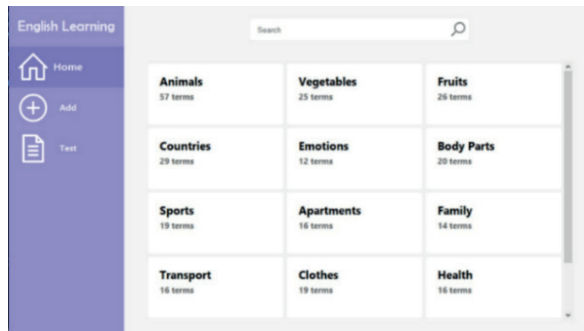 English Learning
Search
Home
Add
Test
Animals
57 terms
Vegetables
25 terms
Fruits
26 terms
Countries
29 terms
Emotions
12 terms
Body Parts
20 terms
Sports
19 terms
Apartments
16 terms
Family
14 terms
Transport
16 terms
Clothes
19 terms
Health
16 terms